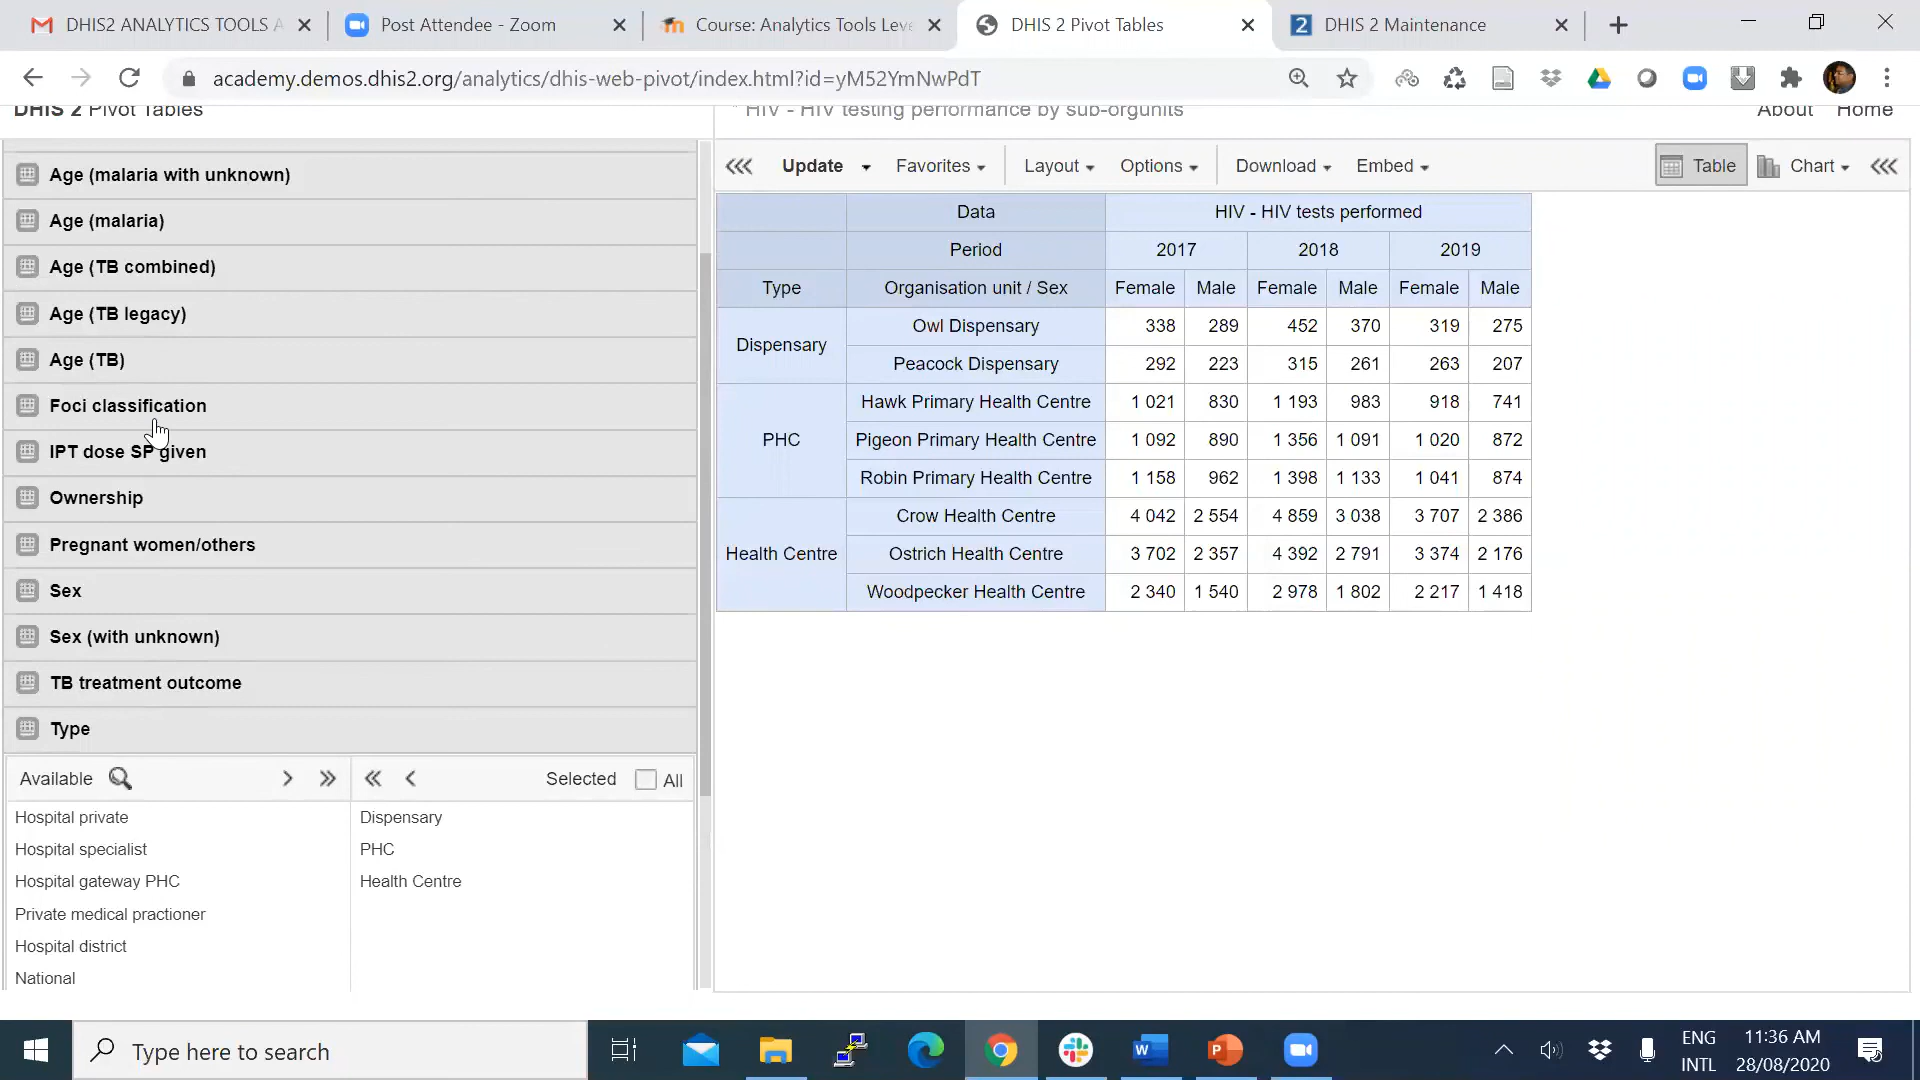 DHIS2 ANALYTICS TOOLS A
Post Attendee - Zoom
Course: Analytics Tools Leve
DHIS 2 Pivot Tables
DHIS 2 Maintenance
academy.demos.dhis2.org/analytics/dhis-web-pivot/index.html?id=yM52YmNwPdT
DHIS 2 Pivot Tables
* HIV - HIV testing performance by sub-orgunits
About Home
Update Favorites Layout Options Download Embed Table Chart
Age (malaria with unknown)
Age (malaria)
Age (TB combined)
Age (TB legacy)
Age (TB)
Foci classification
IPT dose SP given
Ownership
Pregnant women/others
Sex
Sex (with unknown)
TB treatment outcome
Type
Available
Selected All
Hospital private
Hospital specialist
Hospital gateway PHC
Private medical practioner
Hospital district
National
Dispensary
PHC
Health Centre
Data HIV - HIV tests performed
Period 2017 2018 2019
Type Organisation unit / Sex Female Male Female Male Female Male
Dispensary
Owl Dispensary 338 289 452 370 319 275
Peacock Dispensary 292 223 315 261 263 207
PHC
Hawk Primary Health Centre 1 021 830 1 193 983 918 741
Pigeon Primary Health Centre 1 092 890 1 356 1 091 1 020 872
Robin Primary Health Centre 1 158 962 1 398 1 133 1 041 874
Health Centre
Crow Health Centre 4 042 2 554 4 859 3 038 3 707 2 386
Ostrich Health Centre 3 702 2 357 4 392 2 791 3 374 2 176
Woodpecker Health Centre 2 340 1 540 2 978 1 802 2 217 1 418
Type here to search
ENG
INTL
11:36 AM
28/08/2020